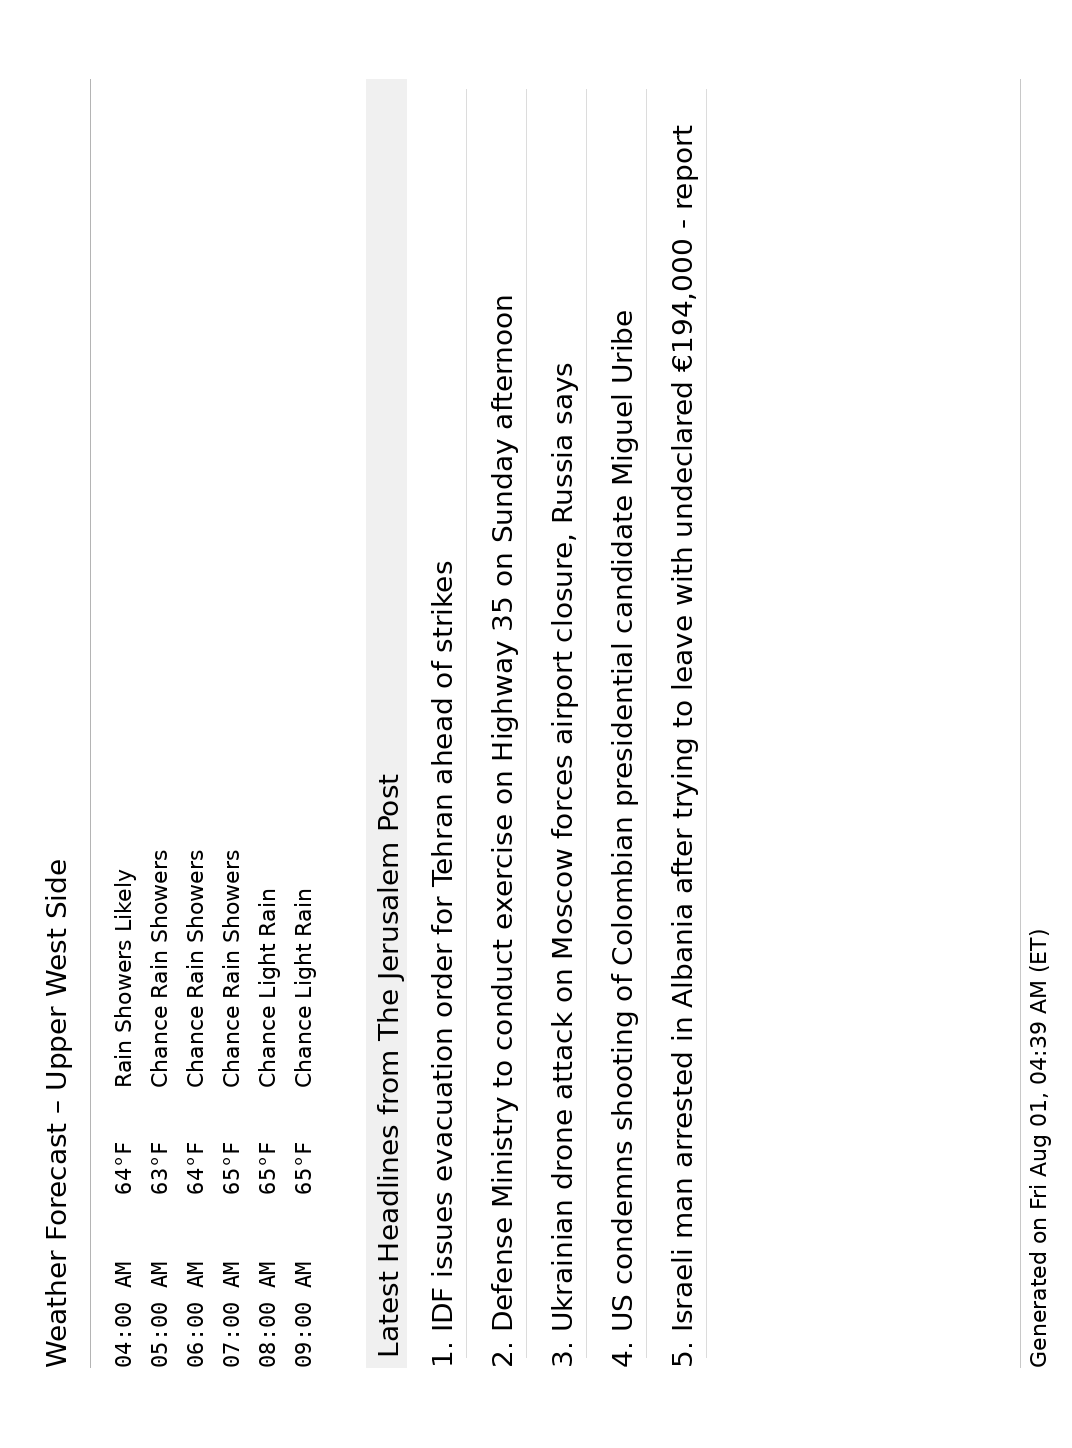 Weather Forecast – Upper West Side
04:00 AM 64°F Rain Showers Likely
05:00 AM 63°F Chance Rain Showers
06:00 AM 64°F Chance Rain Showers
07:00 AM 65°F Chance Rain Showers
08:00 AM 65°F Chance Light Rain
09:00 AM 65°F Chance Light Rain
Latest Headlines from The Jerusalem Post
1. IDF issues evacuation order for Tehran ahead of strikes
2. Defense Ministry to conduct exercise on Highway 35 on Sunday afternoon
3. Ukrainian drone attack on Moscow forces airport closure, Russia says
4. US condemns shooting of Colombian presidential candidate Miguel Uribe
5. Israeli man arrested in Albania after trying to leave with undeclared €194,000 - report
Generated on Fri Aug 01, 04:39 AM (ET)